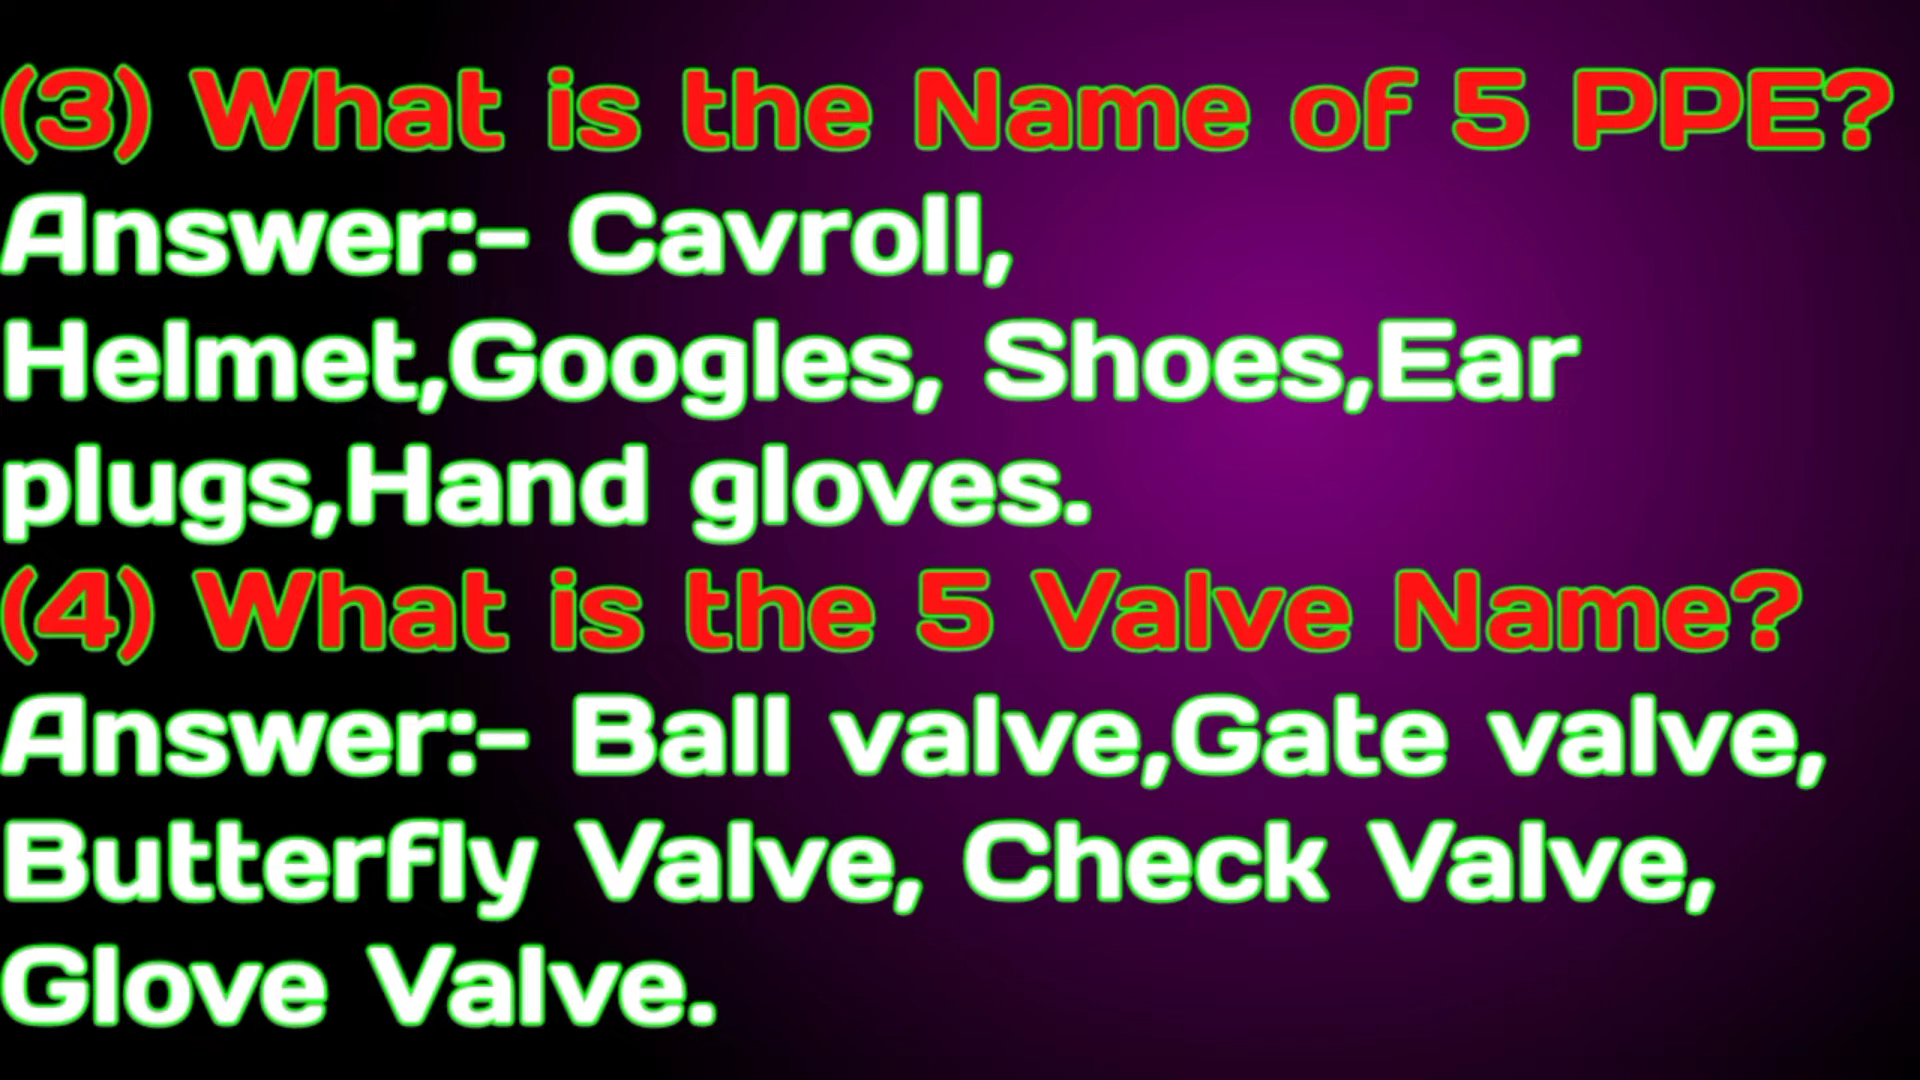 (3) What is the Name of 5 PPE?
Answer:- Cavroll,
Helmet,Googles, Shoes,Ear
plugs,Hand gloves.
(4) What is the 5 Valve Name?
Answer:- Ball valve,Gate valve,
Butterfly Valve, Check Valve,
Glove Valve.